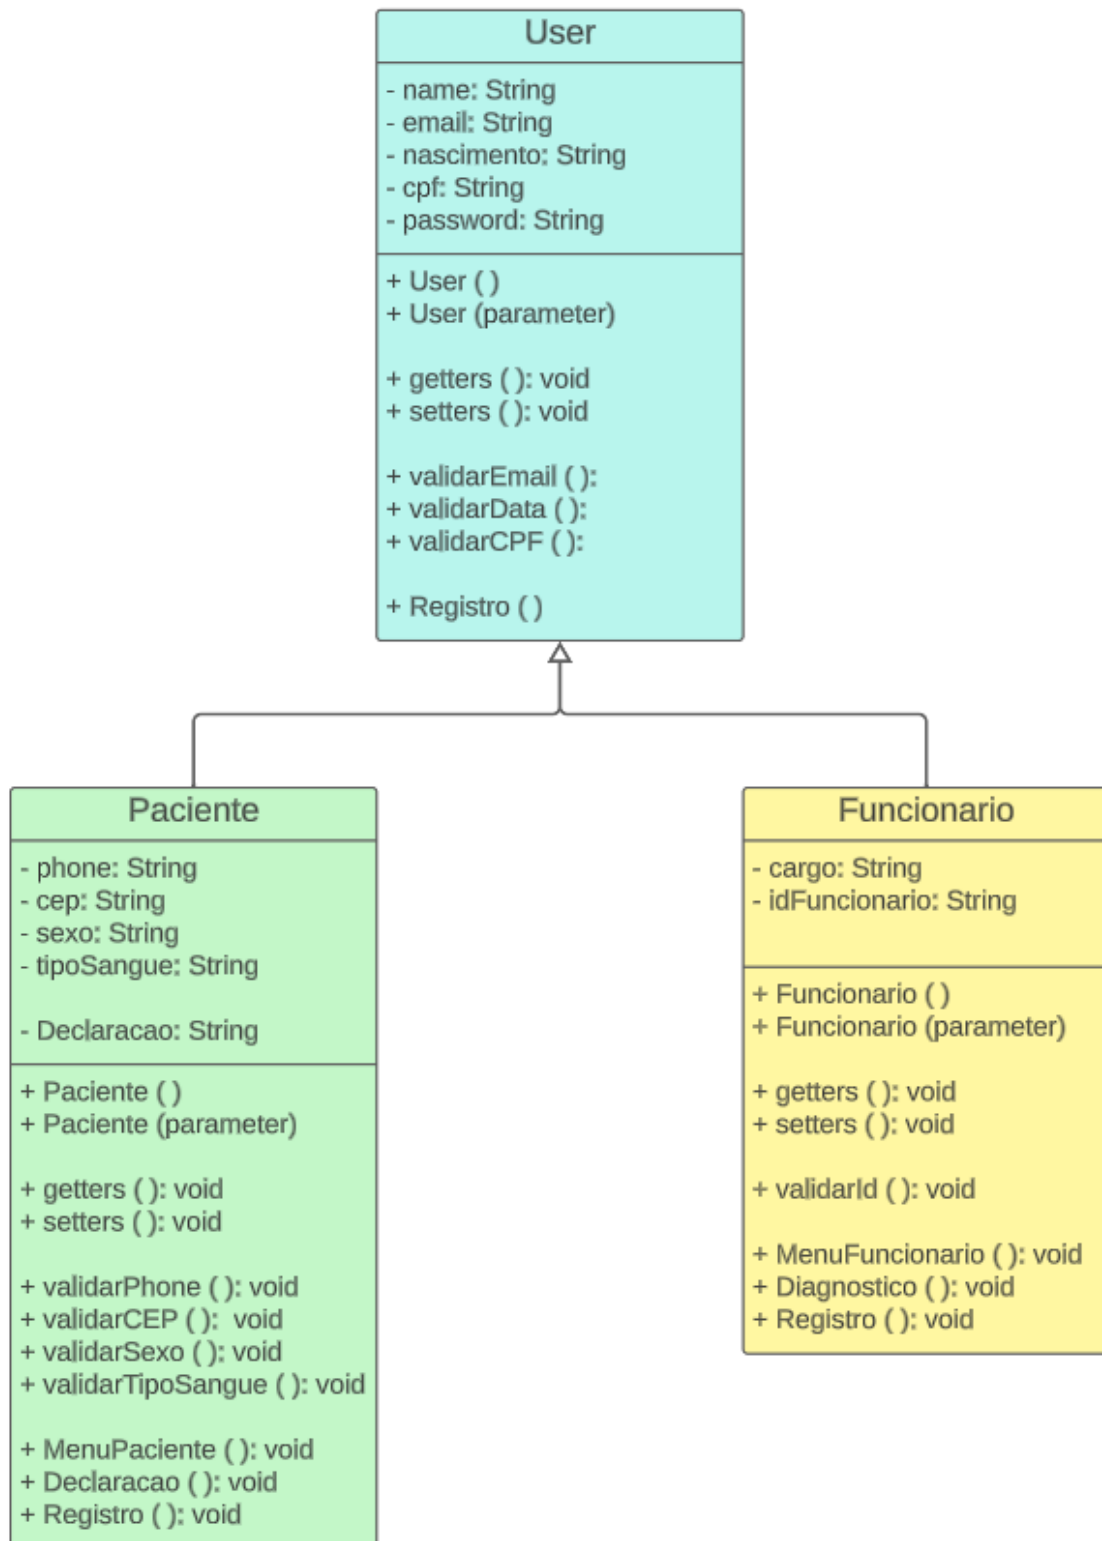 User
- name: String
- email: String
- nascimento: String
- cpf: String
- password: String
+ User ( )
+ User (parameter)
+ getters ( ): void
+ setters ( ): void
+ validarEmail ( ):
+ validarData ( ):
+ validarCPF ( ):
+ Registro ( )
Paciente
- phone: String
- cep: String
- sexo: String
- tipoSangue: String
- Declaracao: String
+ Paciente ( )
+ Paciente (parameter)
+ getters ( ): void
+ setters ( ): void
+ validarPhone ( ): void
+ validarCEP ( ): void
+ validarSexo ( ): void
+ validarTipoSangue ( ): void
+ MenuPaciente ( ): void
+ Declaracao ( ): void
+ Registro ( ): void
Funcionario
- cargo: String
- idFuncionario: String
+ Funcionario ( )
+ Funcionario (parameter)
+ getters ( ): void
+ setters ( ): void
+ validarId ( ): void
+ MenuFuncionario ( ): void
+ Diagnostico ( ): void
+ Registro ( ): void